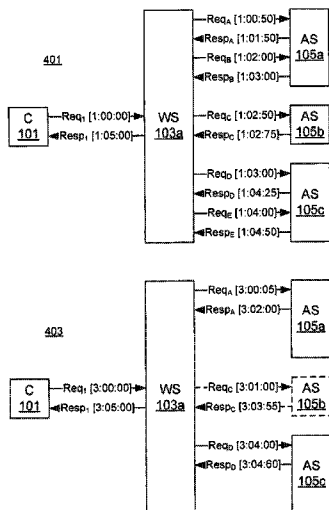 401
C
101
Req1 [1:00:00]
Resp1 [1:05:00]
WS
103a
ReqA [1:00:50]
RespA [1:01:50]
ReqB [1:02:00]
RespB [1:03:00]
AS
105a
ReqC [1:02:50]
RespC [1:02:75]
AS
105b
ReqD [1:03:00]
RespD [1:04:25]
ReqE [1:04:00]
RespE [1:04:50]
AS
105c
403
C
101
Req1 [3:00:00]
Resp1 [3:05:00]
WS
103a
ReqA [3:00:05]
RespA [3:02:00]
AS
105a
ReqC [3:01:00]
RespC [3:03:55]
AS
105b
ReqD [3:04:00]
RespD [3:04:60]
AS
105c